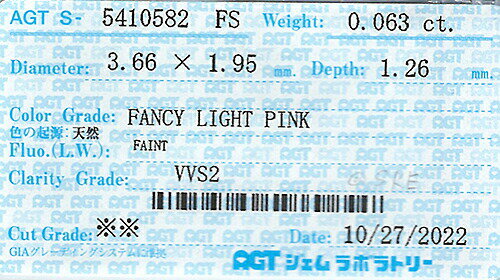 AGT S- 5410582 FS Weight: 0.063 ct.
Diameter: 3.66 × 1.95 mm. Depth: 1.26 mm.
Color Grade: FANCY LIGHT PINK
色の起源: 天然
Fluo.(L.W.): FAINT
Clarity Grade: VVS2
Cut Grade: ※※ Date: 10/27/2022
GIAグレーディングシステムに準拠
AGT ジェムラボラトリー